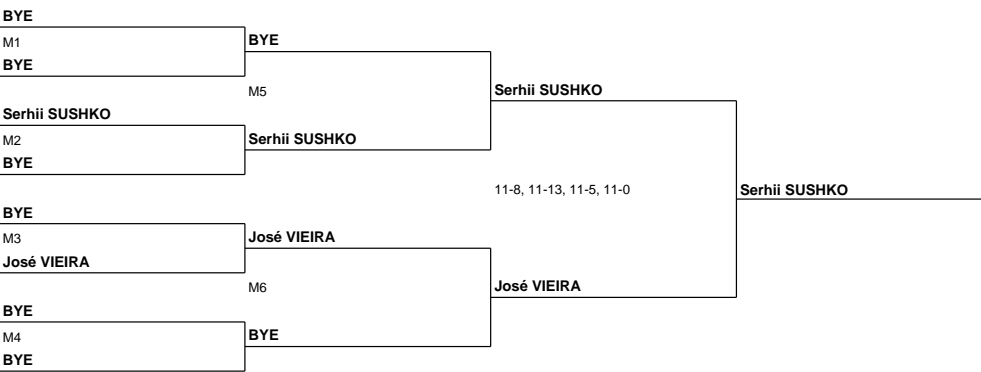 BYE
M1
BYE
Serhii SUSHKO
M2
BYE
BYE
M3
José VIEIRA
BYE
M4
BYE
BYE
M5
Serhii SUSHKO
José VIEIRA
M6
BYE
Serhii SUSHKO
11-8, 11-13, 11-5, 11-0
José VIEIRA
Serhii SUSHKO